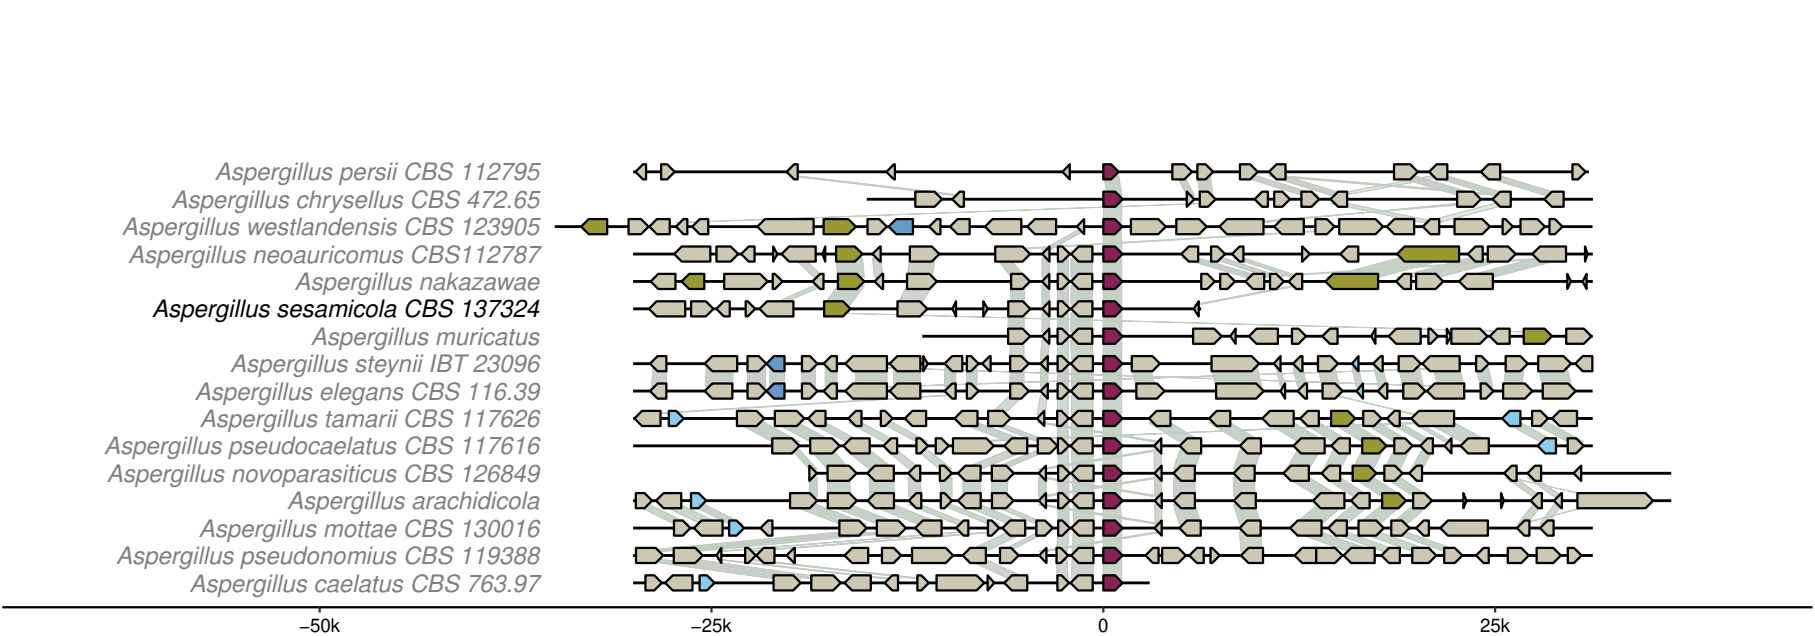 Aspergillus persii CBS 112795
Aspergillus chrysellus CBS 472.65
Aspergillus westlandensis CBS 123905
Aspergillus neoauricomus CBS112787
Aspergillus nakazawae
Aspergillus sesamicola CBS 137324
Aspergillus muricatus
Aspergillus steynii IBT 23096
Aspergillus elegans CBS 116.39
Aspergillus tamarii CBS 117626
Aspergillus pseudocaelatus CBS 117616
Aspergillus novoparasiticus CBS 126849
Aspergillus arachidicola
Aspergillus mottae CBS 130016
Aspergillus pseudonomius CBS 119388
Aspergillus caelatus CBS 763.97
−50k −25k 0 25k